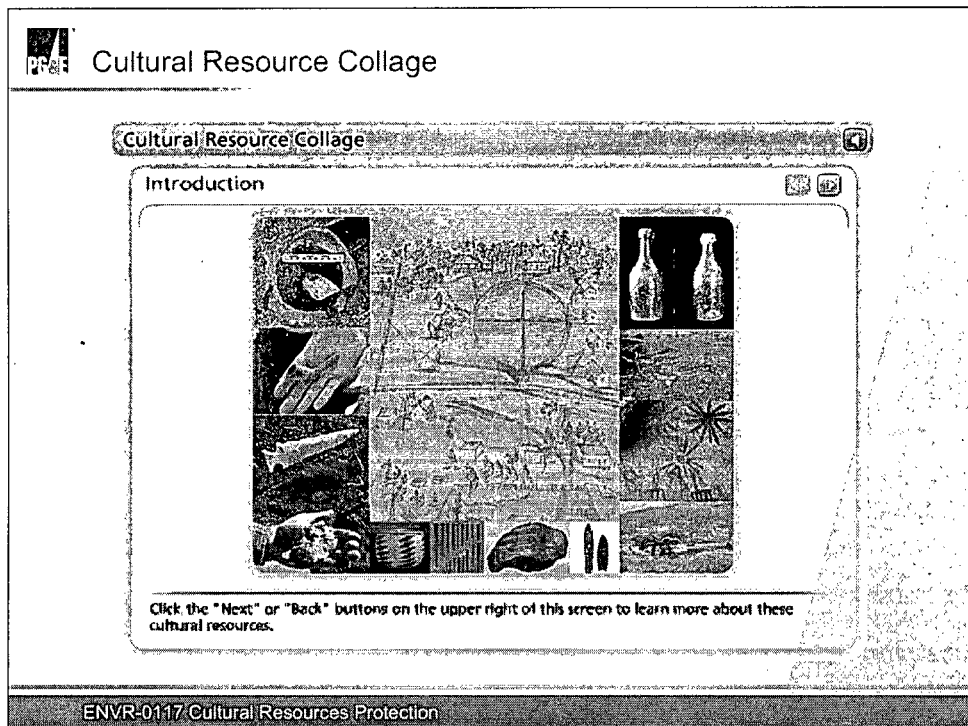 PG&E
Cultural Resource Collage
Cultural Resource Collage
Introduction
Click the "Next" or "Back" buttons on the upper right of this screen to learn more about these
cultural resources.
ENVR-0117 Cultural Resources Protection